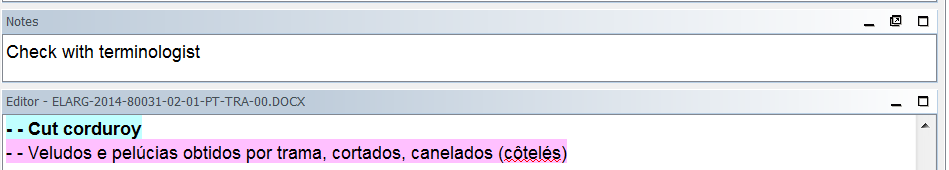 Notes
Check with terminologist
Editor - ELARG-2014-80031-02-01-PT-TRA-00.DOCX
- - Cut corduroy
- - Veludos e pelúcias obtidos por trama, cortados, canelados (côtelés)